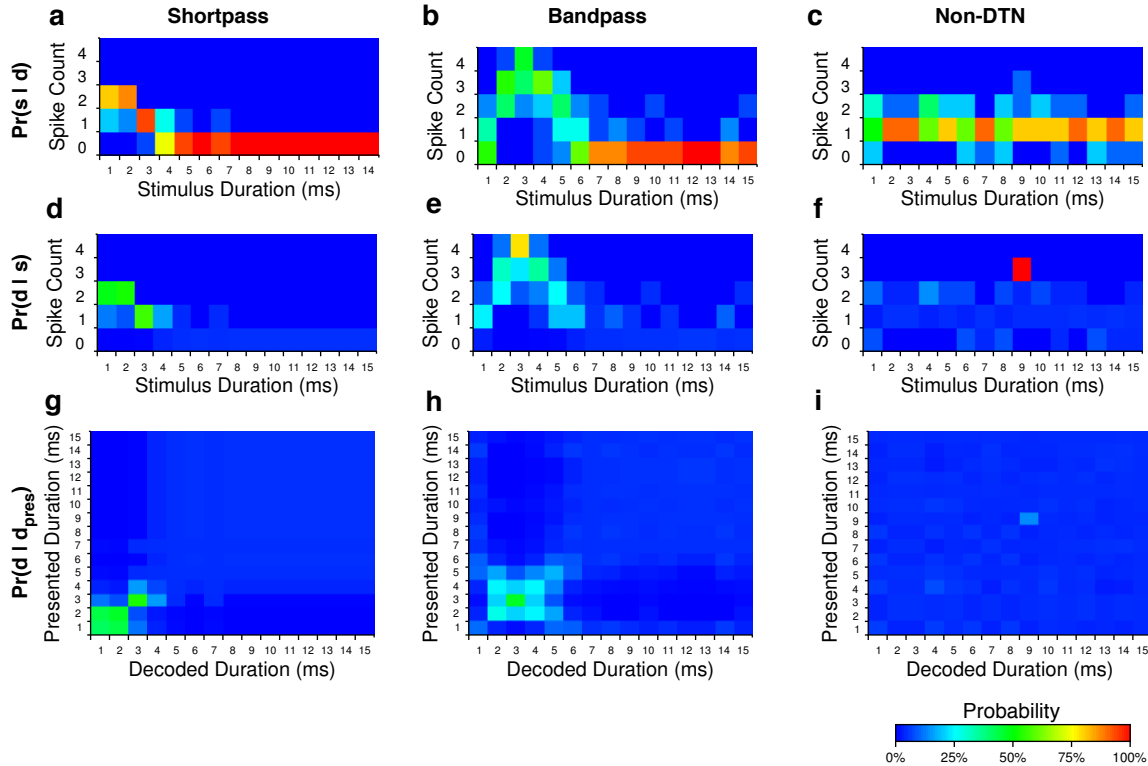 a Shortpass
b Bandpass
c Non-DTN
Pr(s | d)
Spike Count
4
3
2
1
0
1 2 3 4 5 6 7 8 9 10 11 12 13 14
Stimulus Duration (ms)
Spike Count
4
3
2
1
0
1 2 3 4 5 6 7 8 9 10 11 12 13 14 15
Stimulus Duration (ms)
Spike Count
4
3
2
1
0
1 2 3 4 5 6 7 8 9 10 11 12 13 14 15
Stimulus Duration (ms)
d
e
f
Pr(d | s)
Spike Count
4
3
2
1
0
1 2 3 4 5 6 7 8 9 10 11 12 13 14 15
Stimulus Duration (ms)
Spike Count
4
3
2
1
0
1 2 3 4 5 6 7 8 9 10 11 12 13 14 15
Stimulus Duration (ms)
Spike Count
4
3
2
1
0
1 2 3 4 5 6 7 8 9 10 11 12 13 14 15
Stimulus Duration (ms)
g
h
i
Pr(d | dpres)
Presented Duration (ms)
15
14
13
12
11
10
9
8
7
6
5
4
3
2
1
1 2 3 4 5 6 7 8 9 10 11 12 13 14 15
Decoded Duration (ms)
Presented Duration (ms)
15
14
13
12
11
10
9
8
7
6
5
4
3
2
1
1 2 3 4 5 6 7 8 9 10 11 12 13 14 15
Decoded Duration (ms)
Presented Duration (ms)
15
14
13
12
11
10
9
8
7
6
5
4
3
2
1
1 2 3 4 5 6 7 8 9 10 11 12 13 14 15
Decoded Duration (ms)
Probability
0% 25% 50% 75% 100%